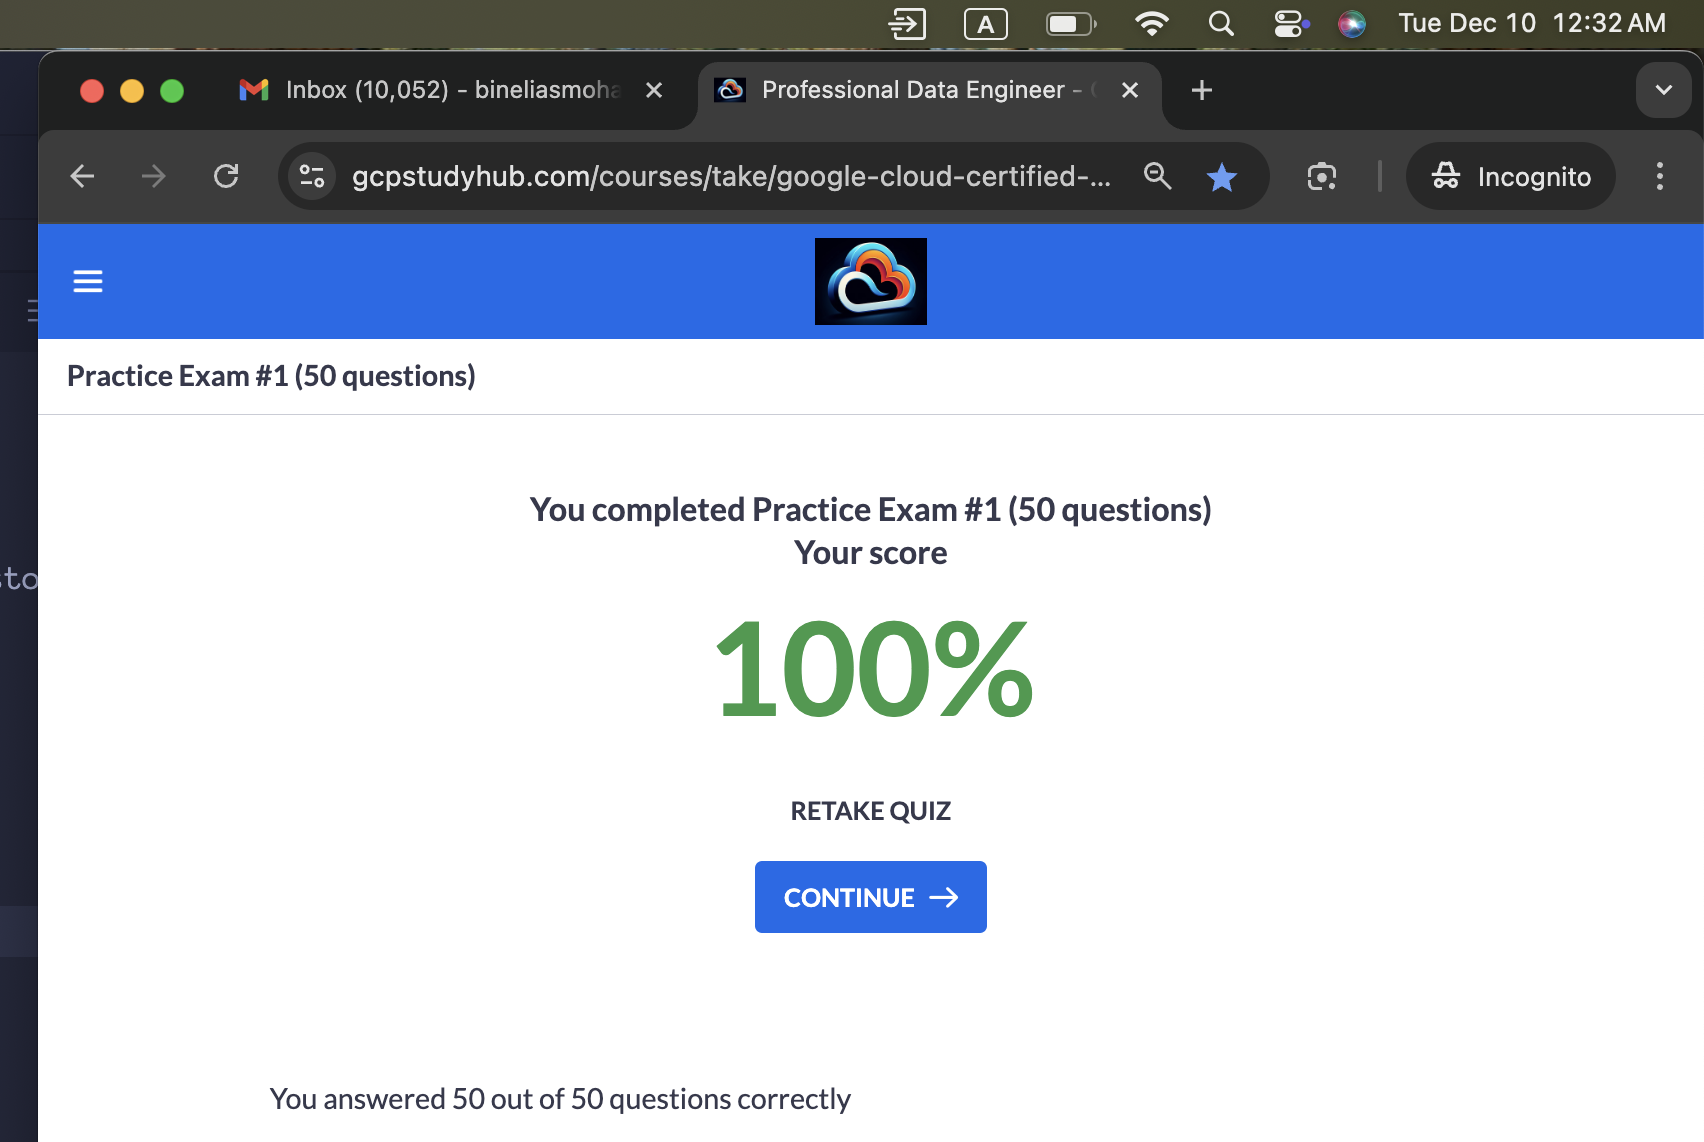 A
Tue Dec 10 12:32 AM
Inbox (10,052) - bineliasmoha
Professional Data Engineer -
gcpstudyhub.com/courses/take/google-cloud-certified-...
Incognito
Practice Exam #1 (50 questions)
You completed Practice Exam #1 (50 questions)
Your score
sto
100%
RETAKE QUIZ
CONTINUE →
You answered 50 out of 50 questions correctly